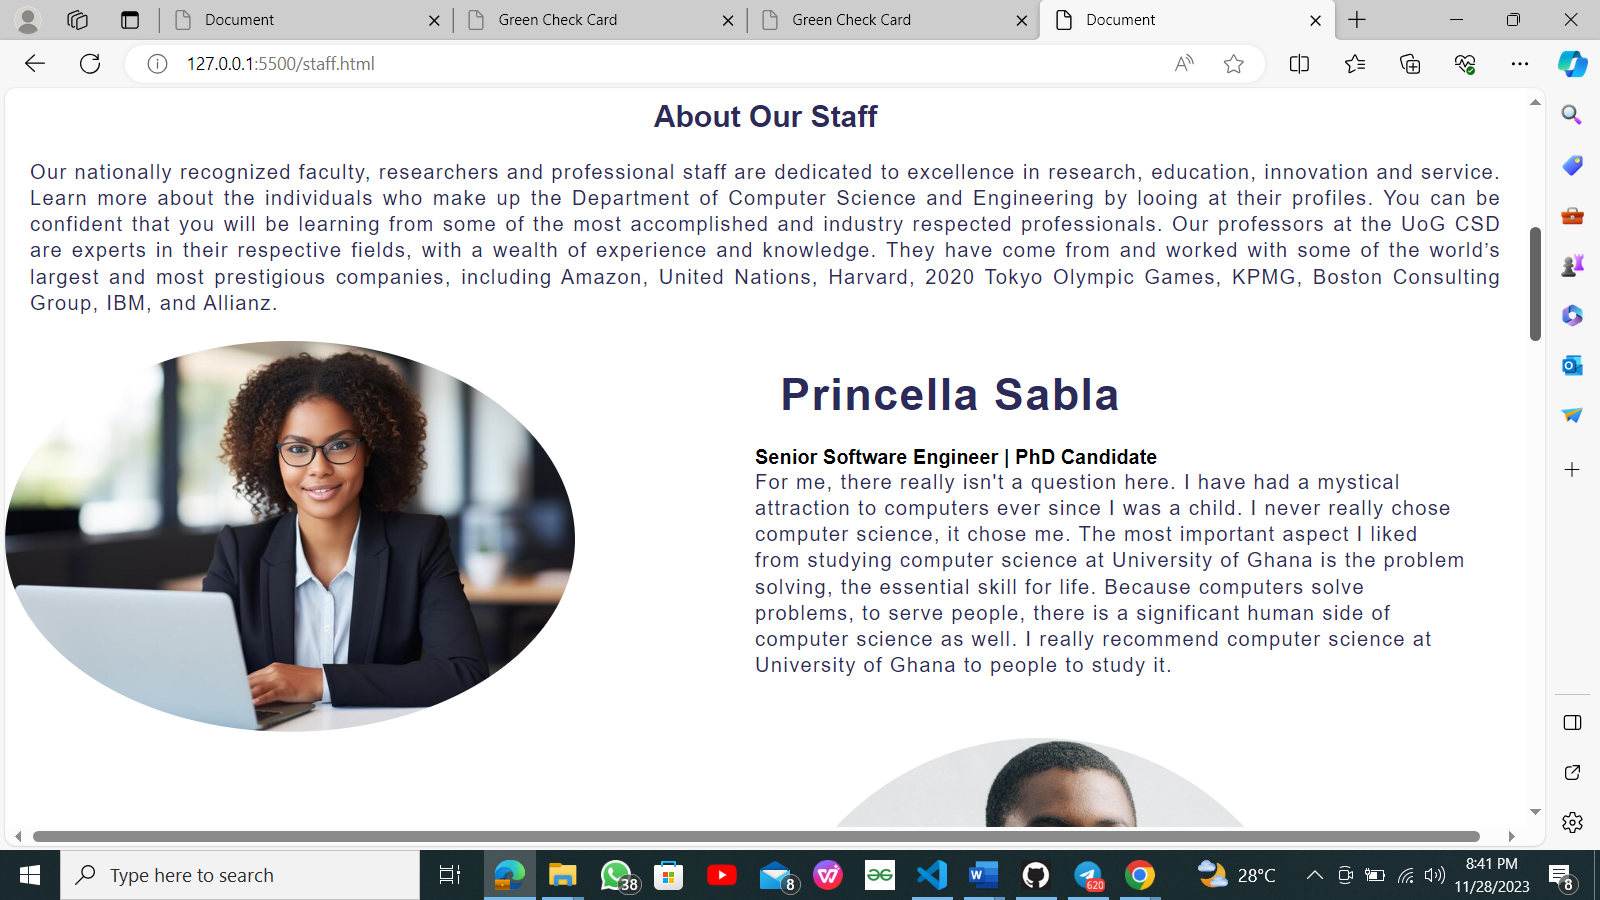 Document
Green Check Card
Green Check Card
Document
127.0.0.1:5500/staff.html
About Our Staff
Our nationally recognized faculty, researchers and professional staff are dedicated to excellence in research, education, innovation and service.
Learn more about the individuals who make up the Department of Computer Science and Engineering by looing at their profiles. You can be
confident that you will be learning from some of the most accomplished and industry respected professionals. Our professors at the UoG CSD
are experts in their respective fields, with a wealth of experience and knowledge. They have come from and worked with some of the world’s
largest and most prestigious companies, including Amazon, United Nations, Harvard, 2020 Tokyo Olympic Games, KPMG, Boston Consulting
Group, IBM, and Allianz.
Princella Sabla
Senior Software Engineer | PhD Candidate
For me, there really isn't a question here. I have had a mystical
attraction to computers ever since I was a child. I never really chose
computer science, it chose me. The most important aspect I liked
from studying computer science at University of Ghana is the problem
solving, the essential skill for life. Because computers solve
problems, to serve people, there is a significant human side of
computer science as well. I really recommend computer science at
University of Ghana to people to study it.
Type here to search
38
8
620
28°C
8:41 PM
11/28/2023
8